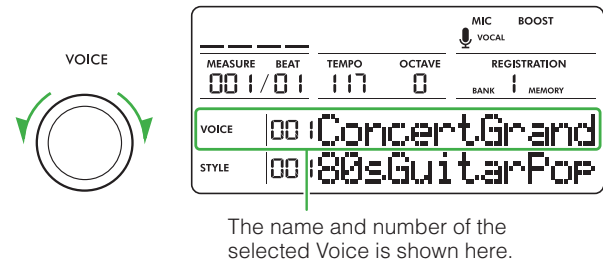 VOICE
MIC BOOST
VOCAL
MEASURE BEAT TEMPO OCTAVE REGISTRATION
001/01 117 0 BANK 1 MEMORY
VOICE 001 ConcertGrand
STYLE 001 80sGuitarPop
The name and number of the
selected Voice is shown here.